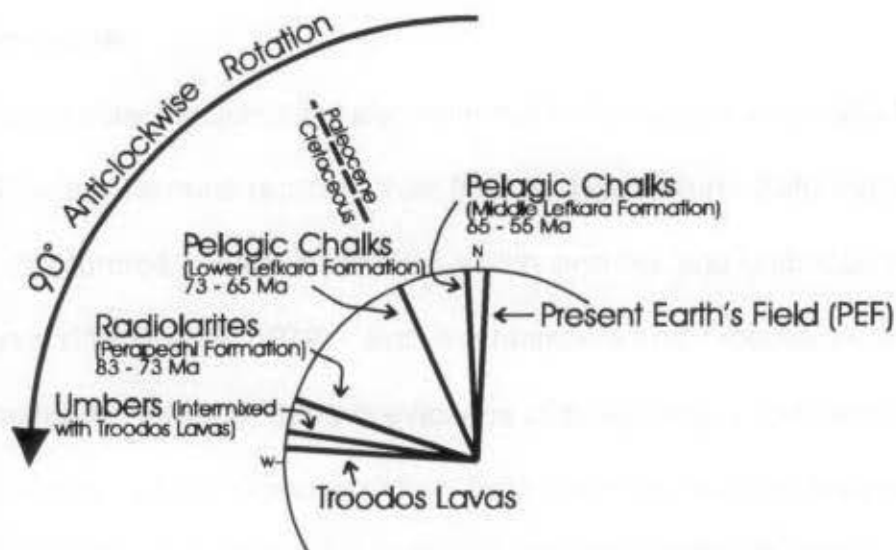 90° Anticlockwise Rotation
Paleocene
Cretaceous
Pelagic Chalks
(Middle Lefkara Formation)
65 - 55 Ma
Pelagic Chalks
(Lower Lefkara Formation)
73 - 65 Ma
N
Present Earth's Field (PEF)
Radiolarites
(Perapedhi Formation)
83 - 73 Ma
Umbers (Intermixed
with Troodos Lavas)
W
Troodos Lavas